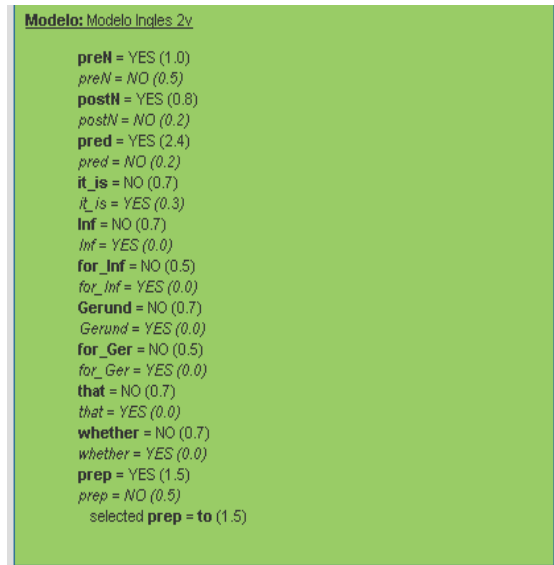 Modelo: Modelo Ingles 2v
preN = YES (1.0)
preN = NO (0.5)
postN = YES (0.8)
postN = NO (0.2)
pred = YES (2.4)
pred = NO (0.2)
it_is = NO (0.7)
it_is = YES (0.3)
Inf = NO (0.7)
Inf = YES (0.0)
for_Inf = NO (0.5)
for_Inf = YES (0.0)
Gerund = NO (0.7)
Gerund = YES (0.0)
for_Ger = NO (0.5)
for_Ger = YES (0.0)
that = NO (0.7)
that = YES (0.0)
whether = NO (0.7)
whether = YES (0.0)
prep = YES (1.5)
prep = NO (0.5)
selected prep = to (1.5)